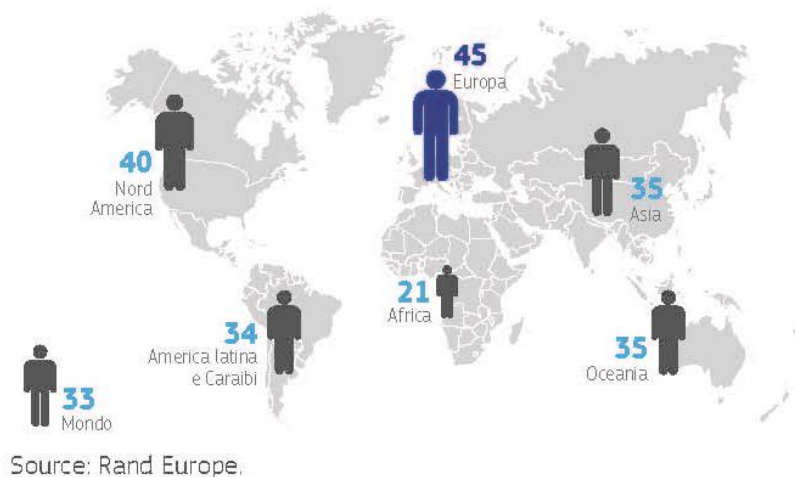 45
Europa
40
Nord
America
35
Asia
21
Africa
34
America latina
e Caraibi
35
Oceania
33
Mondo
Source: Rand Europe.